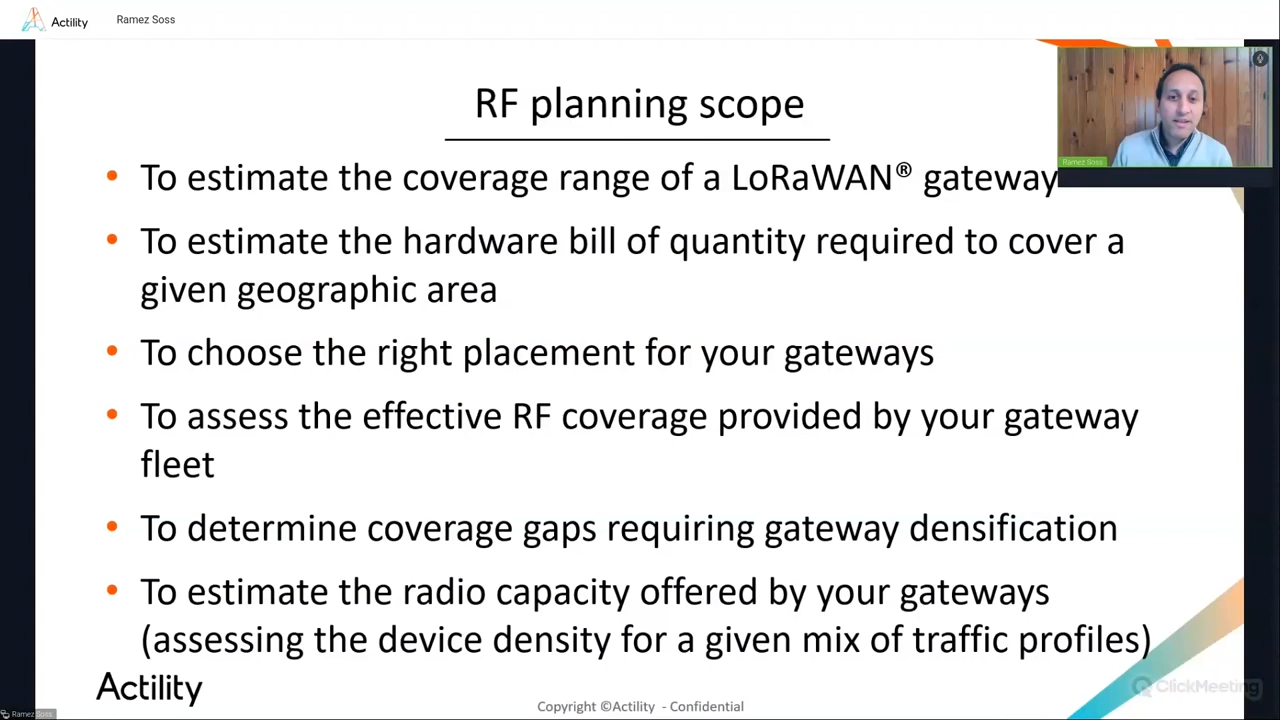 Actility
Ramez Soss
RF planning scope
Ramez Soss
• To estimate the coverage range of a LoRaWAN® gateway
• To estimate the hardware bill of quantity required to cover a
given geographic area
• To choose the right placement for your gateways
• To assess the effective RF coverage provided by your gateway
fleet
• To determine coverage gaps requiring gateway densification
• To estimate the radio capacity offered by your gateways
(assessing the device density for a given mix of traffic profiles)
Actility
ClickMeeting
Copyright ©Actility - Confidential
Ramez Soss